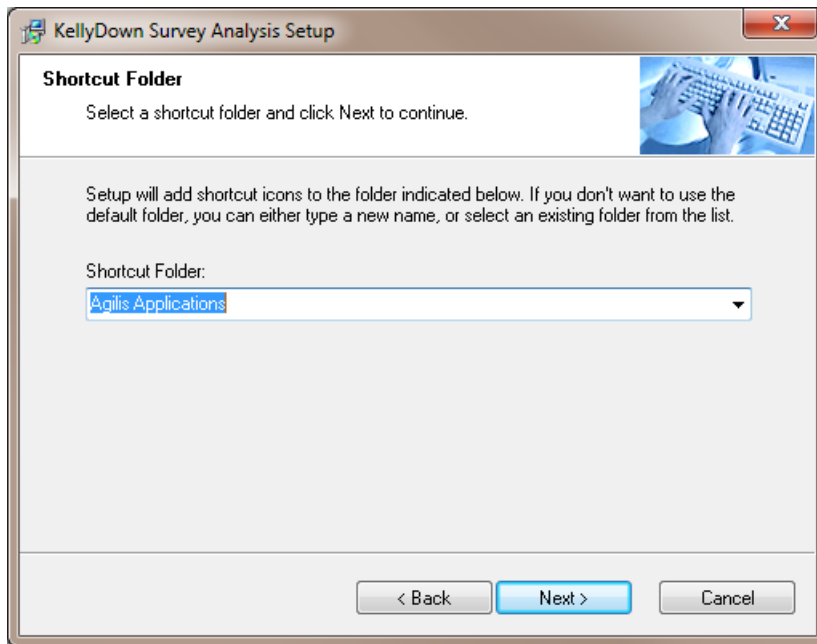 KellyDown Survey Analysis Setup
Shortcut Folder
Select a shortcut folder and click Next to continue.
Setup will add shortcut icons to the folder indicated below. If you don't want to use the
default folder, you can either type a new name, or select an existing folder from the list.
Shortcut Folder:
Agilis Applications
< Back
Next >
Cancel